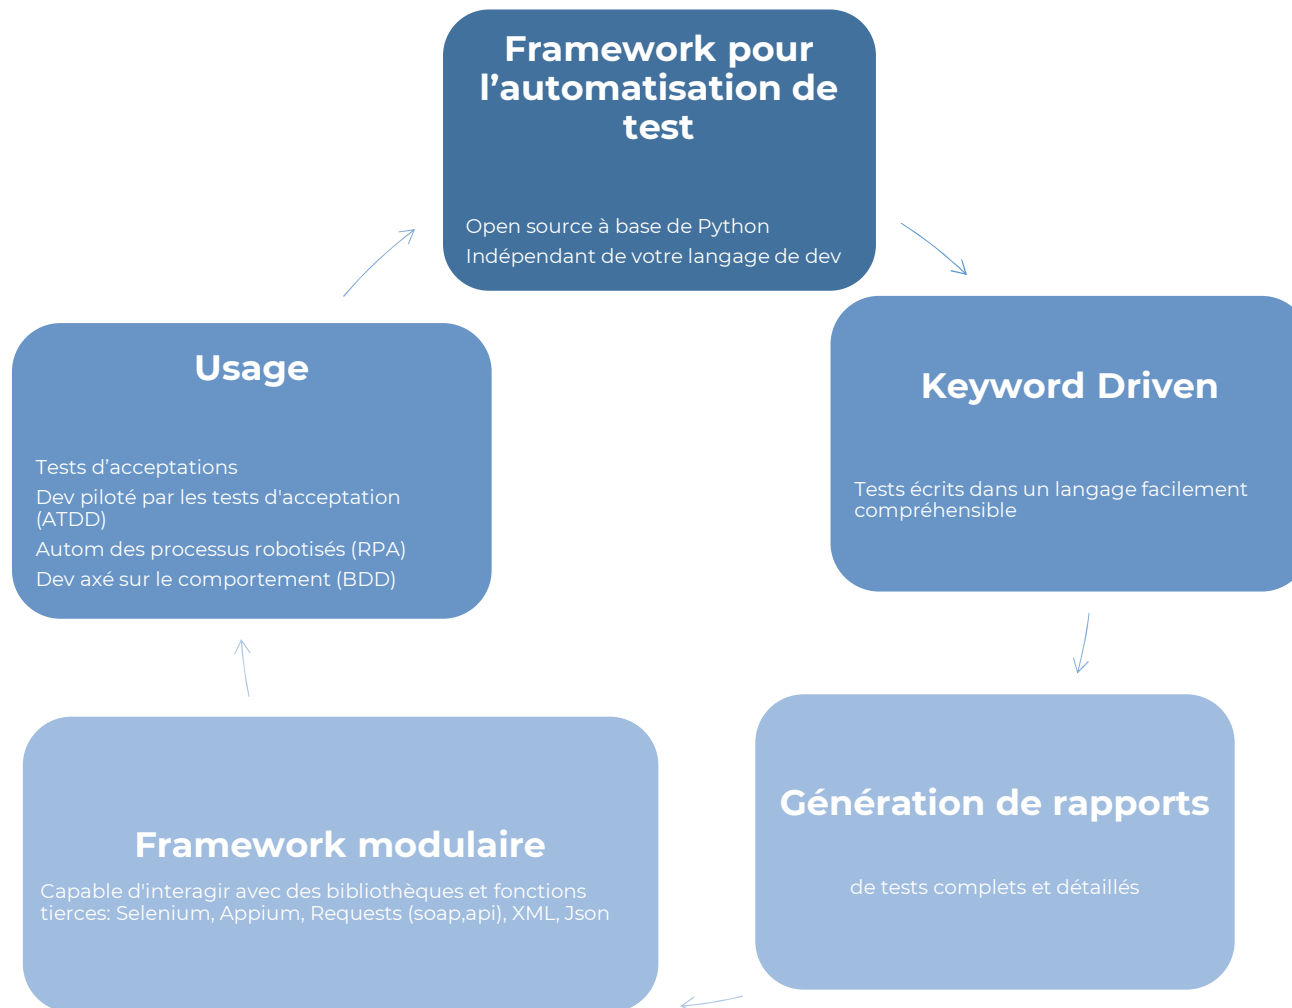 Framework pour
l’automatisation de
test
Open source à base de Python
Indépendant de votre langage de dev
Keyword Driven
Tests écrits dans un langage facilement
compréhensible
Génération de rapports
de tests complets et détaillés
Framework modulaire
Capable d'interagir avec des bibliothèques et fonctions
tierces: Selenium, Appium, Requests (soap,api), XML, Json
Usage
Tests d’acceptations
Dev piloté par les tests d'acceptation
(ATDD)
Autom des processus robotisés (RPA)
Dev axé sur le comportement (BDD)